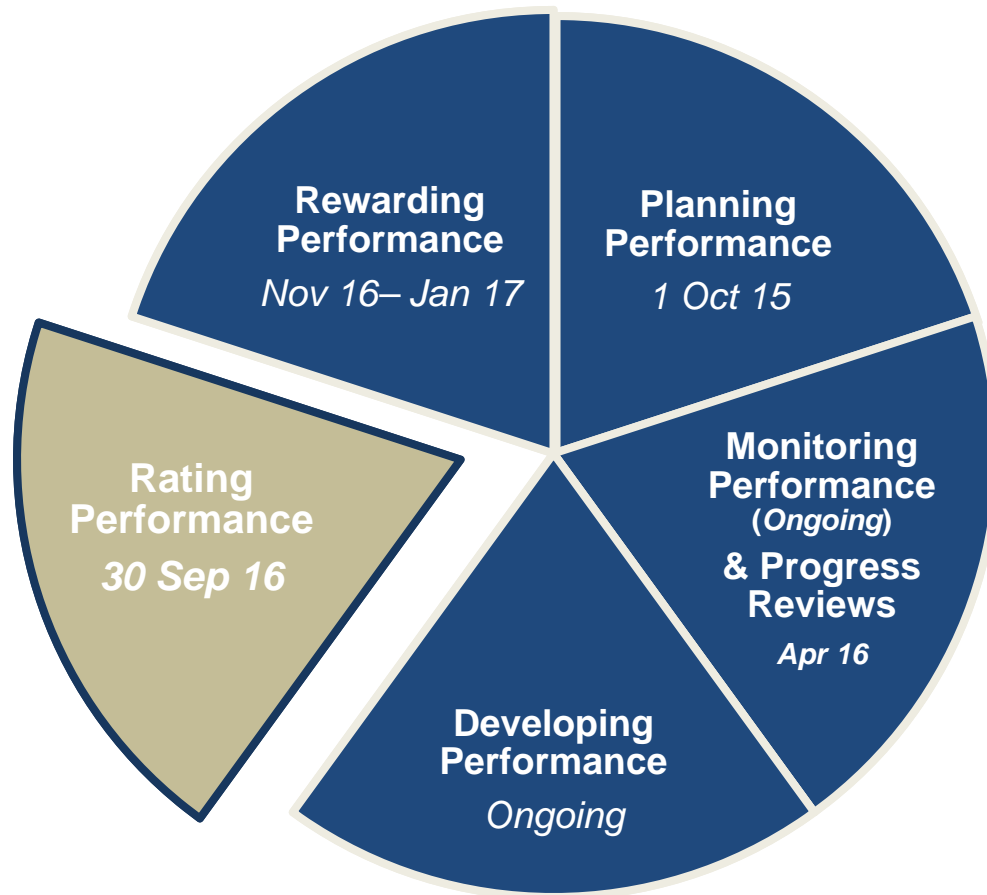 Rewarding
Performance
Nov 16– Jan 17
Planning
Performance
1 Oct 15
Monitoring
Performance
(Ongoing)
& Progress
Reviews
Apr 16
Developing
Performance
Ongoing
Rating
Performance
30 Sep 16